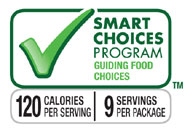 SMART
CHOICES
PROGRAM
GUIDING FOOD
CHOICES
TM
120 CALORIES PER SERVING
9 SERVINGS PER PACKAGE